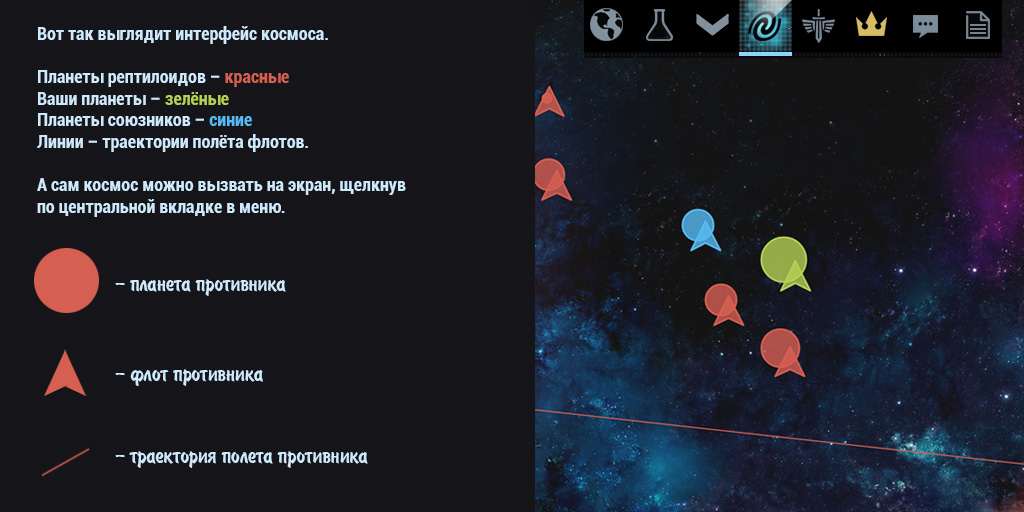 Вот так выглядит интерфейс космоса.
Планеты рептилоидов – красные
Ваши планеты – зелёные
Планеты союзников – синие
Линии – траектории полёта флотов.
А сам космос можно вызвать на экран, щелкнув
по центральной вкладке в меню.
– планета противника
– флот противника
– траектория полета противника